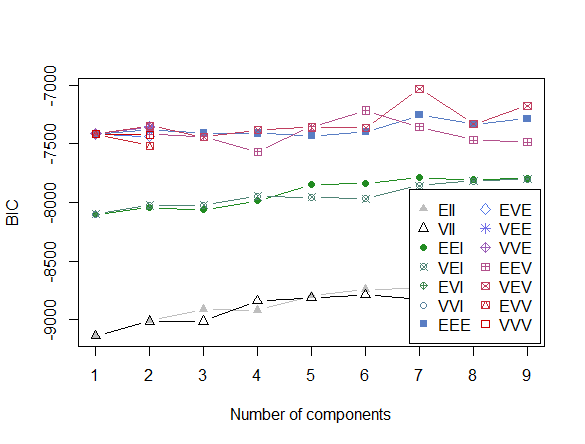 -7000
-7500
-8000
-8500
-9000
BIC
EII EVE
VII VEE
EEI VVE
VEI EEV
EVI VEV
VVI EVV
EEE VVV
1 2 3 4 5 6 7 8 9
Number of components